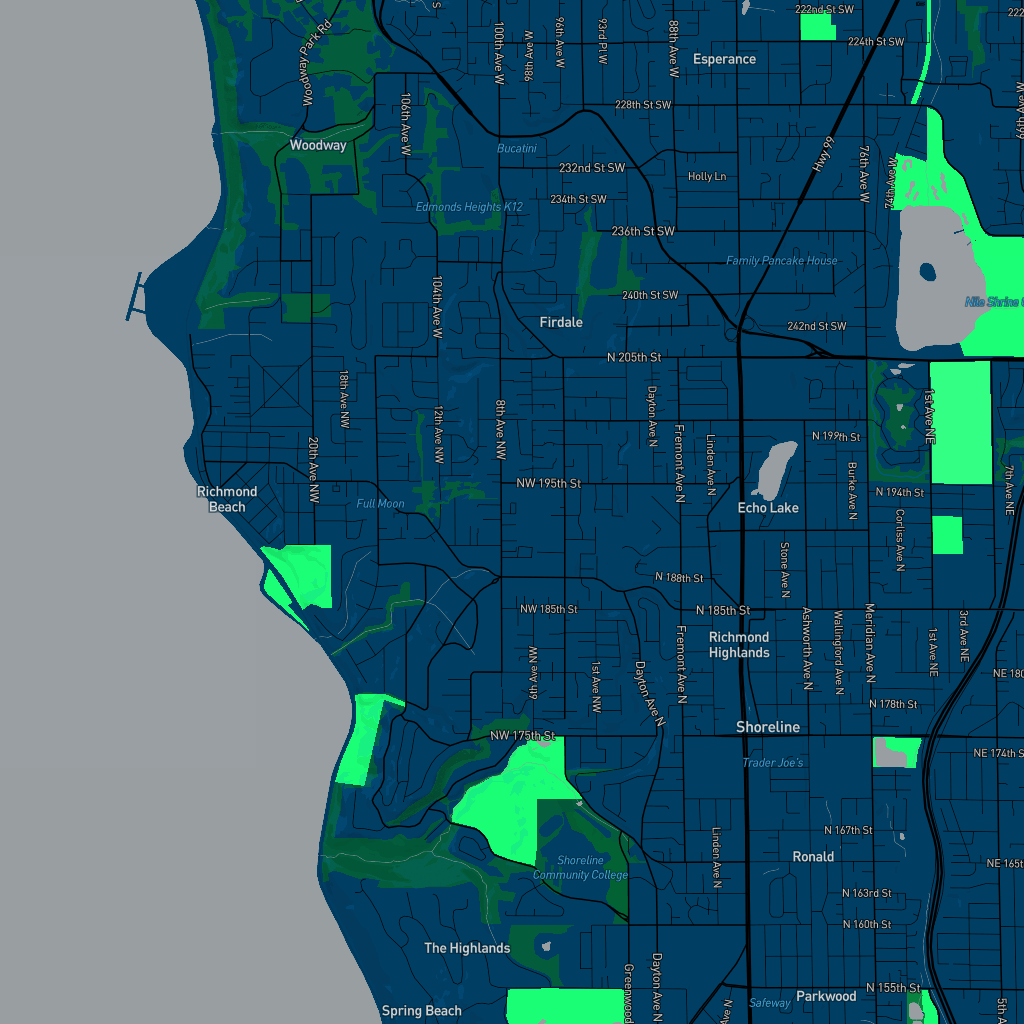 222nd St SW
222
S
Woodway Park Rd
100th Ave W
98th Ave W
96th Ave W
93rd Pl W
88th Ave W
224th St SW
Esperance
106th Ave W
228th St SW
Woodway
Bucatini
Hwy 99
76th Ave W
74th Ave W
232nd St SW
Holly Ln
Edmonds Heights K12
234th St SW
236th St SW
Family Pancake House
104th Ave W
240th St SW
Nile Shrine
Firdale
242nd St SW
N 205th St
18th Ave NW
12th Ave NW
8th Ave NW
Dayton Ave N
Fremont Ave N
Linden Ave N
1st Ave NE
N 199th St
20th Ave NW
Burke Ave N
7th Ave NE
NW 195th St
N 194th St
Richmond
Beach
Full Moon
Echo Lake
Corliss Ave N
Stone Ave N
N 188th St
NW 185th St
N 185th St
Ashworth Ave N
Wallingford Ave N
Meridian Ave N
1st Ave NE
3rd Ave NE
Richmond
Highlands
6th Ave NW
1st Ave NW
Dayton Ave N
Fremont Ave N
NE 180
N 178th St
Shoreline
NW 175th St
NE 174th St
Trader Joe's
N 167th St
Linden Ave N
Ronald
Shoreline
Community College
NE 165t
N 163rd St
N 160th St
The Highlands
Greenwood
Dayton Ave N
N 155th St
Parkwood
Safeway
Spring Beach
5th A